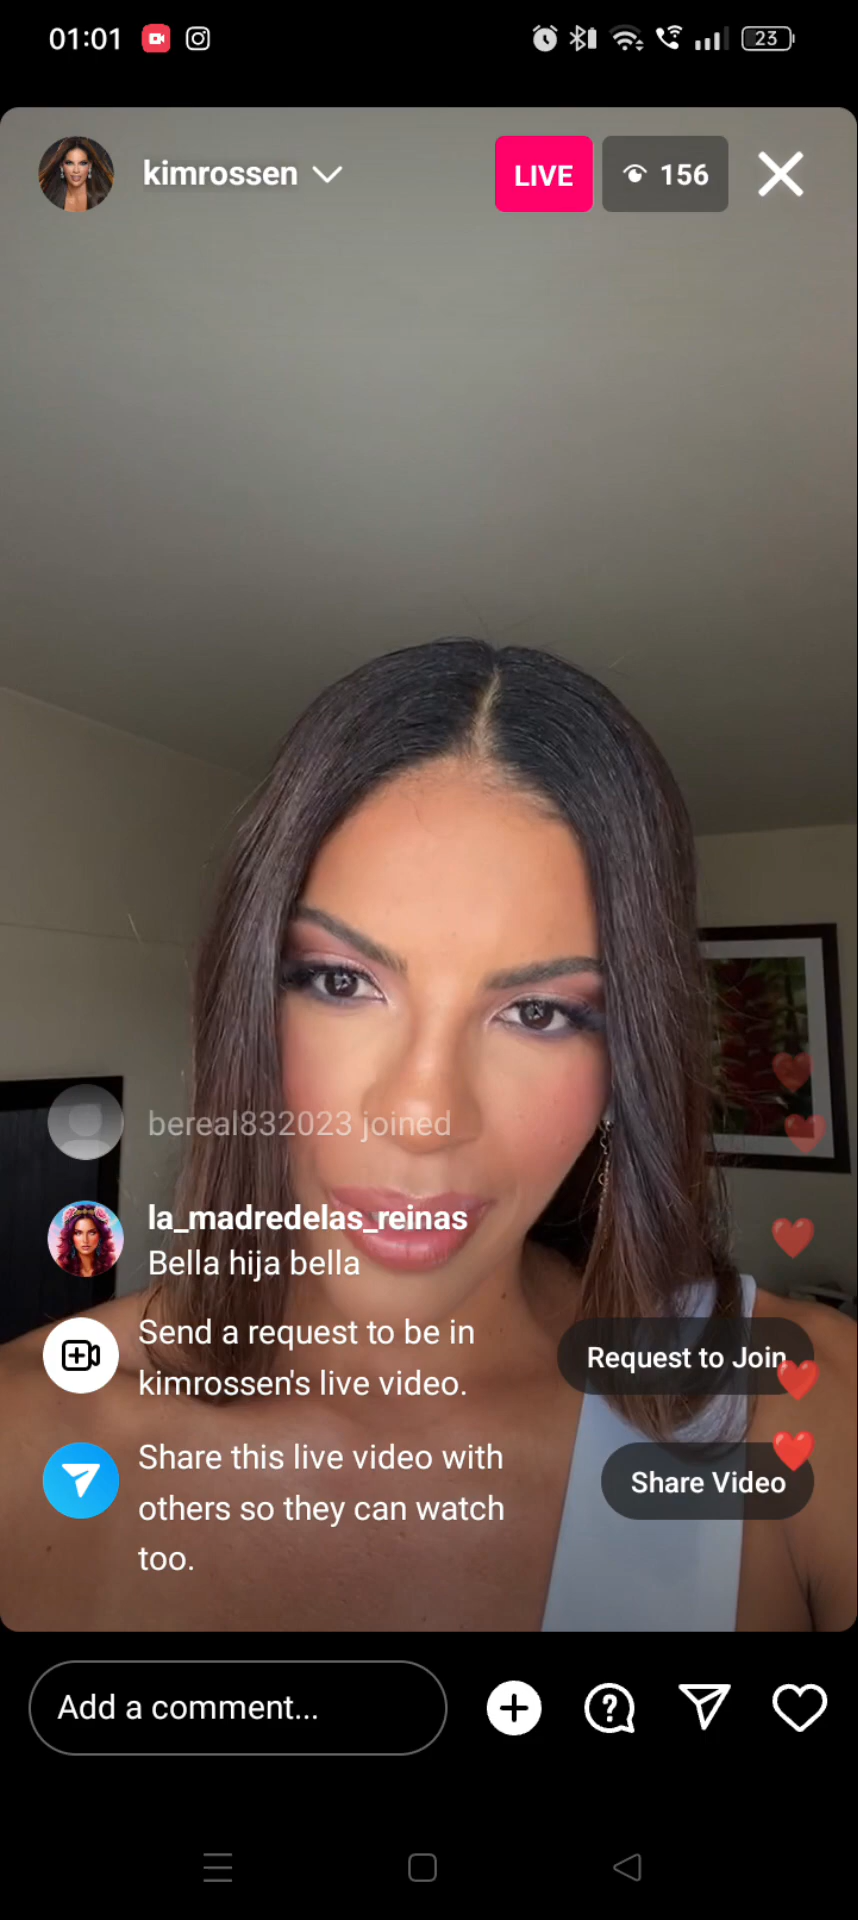 01:01
23
kimrossen
LIVE
156
bereal832023 joined
la_madredelas_reinas
Bella hija bella
Send a request to be in
kimrossen's live video.
Request to Join
Share this live video with
others so they can watch
too.
Share Video
Add a comment...